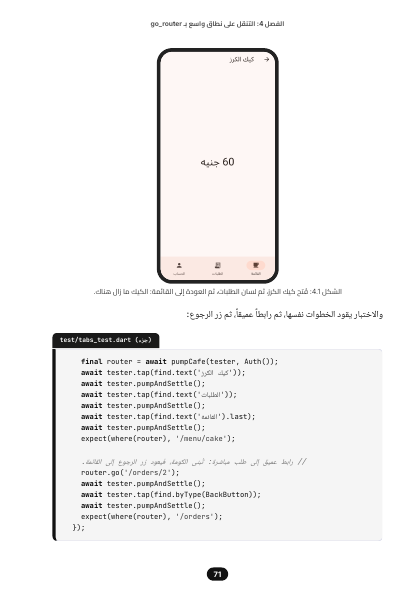 الفصل 4: التنقل على نطاق واسع بـ go_router
→ كيك الكرز
60 جنيه
القائمة
الطلبات
الحساب
الشكل 4.1: فُتح كيك الكرز، ثم لسان الطلبات، ثم العودة إلى القائمة: الكيك ما زال هناك.
والاختبار يقود الخطوات نفسها، ثم رابطاً عميقاً، ثم زر الرجوع:
test/tabs_test.dart (جزء)
final router = await pumpCafe(tester, Auth());
await tester.tap(find.text('كيك الكرز'));
await tester.pumpAndSettle();
await tester.tap(find.text('الطلبات'));
await tester.pumpAndSettle();
await tester.tap(find.text('القائمة').last);
await tester.pumpAndSettle();
expect(where(router), '/menu/cake');
// رابط عميق إلى طلب مباشرة: تُبنى الكومة، فيعود زر الرجوع إلى القائمة.
router.go('/orders/2');
await tester.pumpAndSettle();
await tester.tap(find.byType(BackButton));
await tester.pumpAndSettle();
expect(where(router), '/orders');
});
71